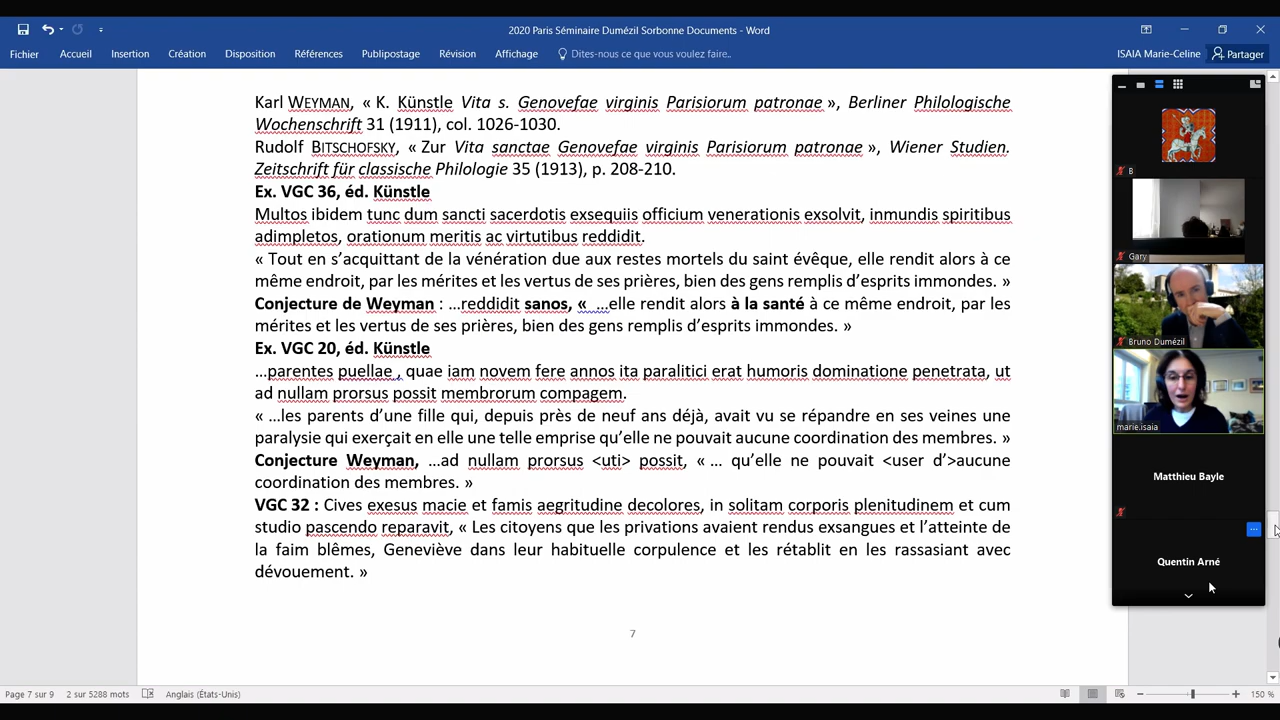 2020 Paris Séminaire Dumézil Sorbonne Documents - Word
Fichier Accueil Insertion Création Disposition Références Publipostage Révision Affichage Dites-nous ce que vous voulez faire.. ISAIA Marie-Celine Partager
Karl WEYMAN, « K. Künstle Vita s. Genovefae virginis Parisiorum patronae », Berliner Philologische
Wochenschrift 31 (1911), col. 1026-1030.
Rudolf BITSCHOFSKY, « Zur Vita sanctae Genovefae virginis Parisiorum patronae », Wiener Studien.
Zeitschrift für classische Philologie 35 (1913), p. 208-210.
Ex. VGC 36, éd. Künstle
Multos ibidem tunc dum sancti sacerdotis exsequiis officium venerationis exsolvit, inmundis spiritibus
adimpletos, orationum meritis ac virtutibus reddidit.
« Tout en s’acquittant de la vénération due aux restes mortels du saint évêque, elle rendit alors à ce
même endroit, par les mérites et les vertus de ses prières, bien des gens remplis d’esprits immondes. »
Conjecture de Weyman : …reddidit sanos, « …elle rendit alors à la santé à ce même endroit, par les
mérites et les vertus de ses prières, bien des gens remplis d’esprits immondes. »
Ex. VGC 20, éd. Künstle
…parentes puellae , quae iam novem fere annos ita paralitici erat humoris dominatione penetrata, ut
ad nullam prorsus possit membrorum compagem.
« …les parents d’une fille qui, depuis près de neuf ans déjà, avait vu se répandre en ses veines une
paralysie qui exerçait en elle une telle emprise qu’elle ne pouvait aucune coordination des membres. »
Conjecture Weyman, …ad nullam prorsus <uti> possit, « … qu’elle ne pouvait <user d’>aucune
coordination des membres. »
VGC 32 : Cives exesus macie et famis aegritudine decolores, in solitam corporis plenitudinem et cum
studio pascendo reparavit, « Les citoyens que les privations avaient rendus exsangues et l’atteinte de
la faim blêmes, Geneviève dans leur habituelle corpulence et les rétablit en les rassasiant avec
dévouement. »
7
B
Gary
Bruno Dumézil
marie.isaia
Matthieu Bayle
Quentin Arné
Page 7 sur 9 2 sur 5288 mots Anglais (États-Unis) 150 %